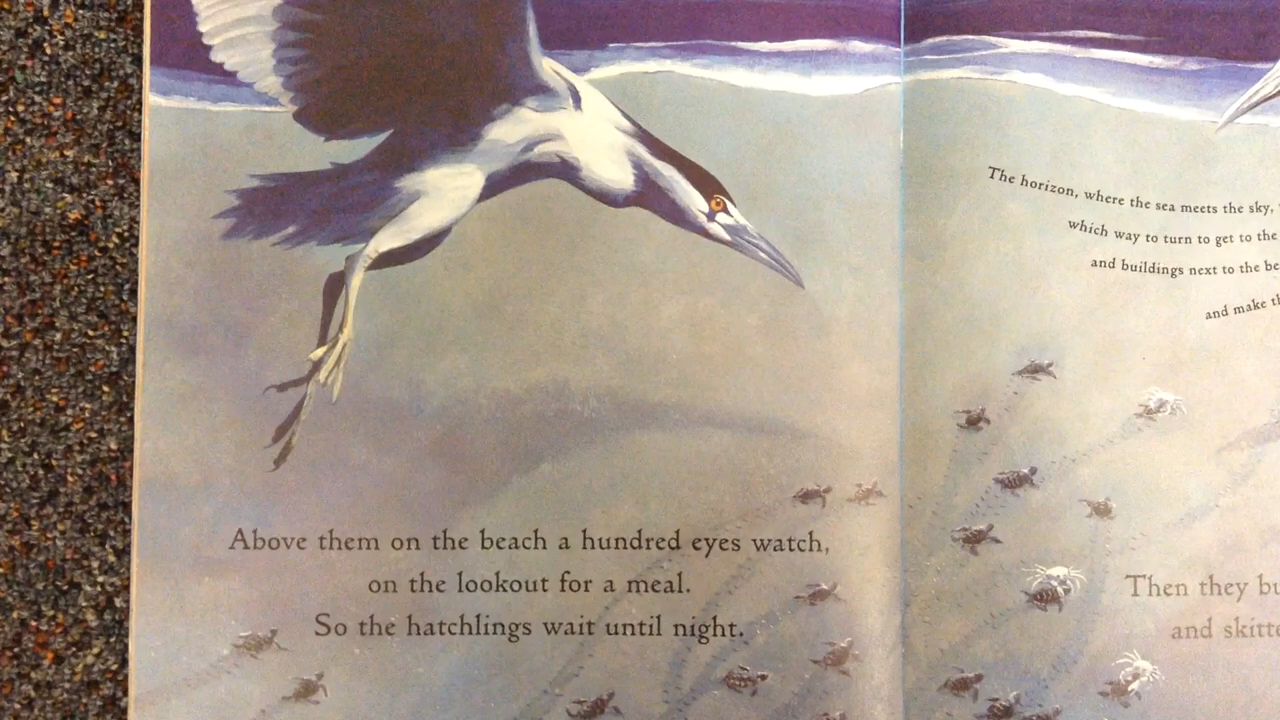 Above them on the beach a hundred eyes watch,
on the lookout for a meal.
So the hatchlings wait until night.
The horizon, where the sea meets the sky,
which way to turn to get to the
and buildings next to the
and make
Then they
and